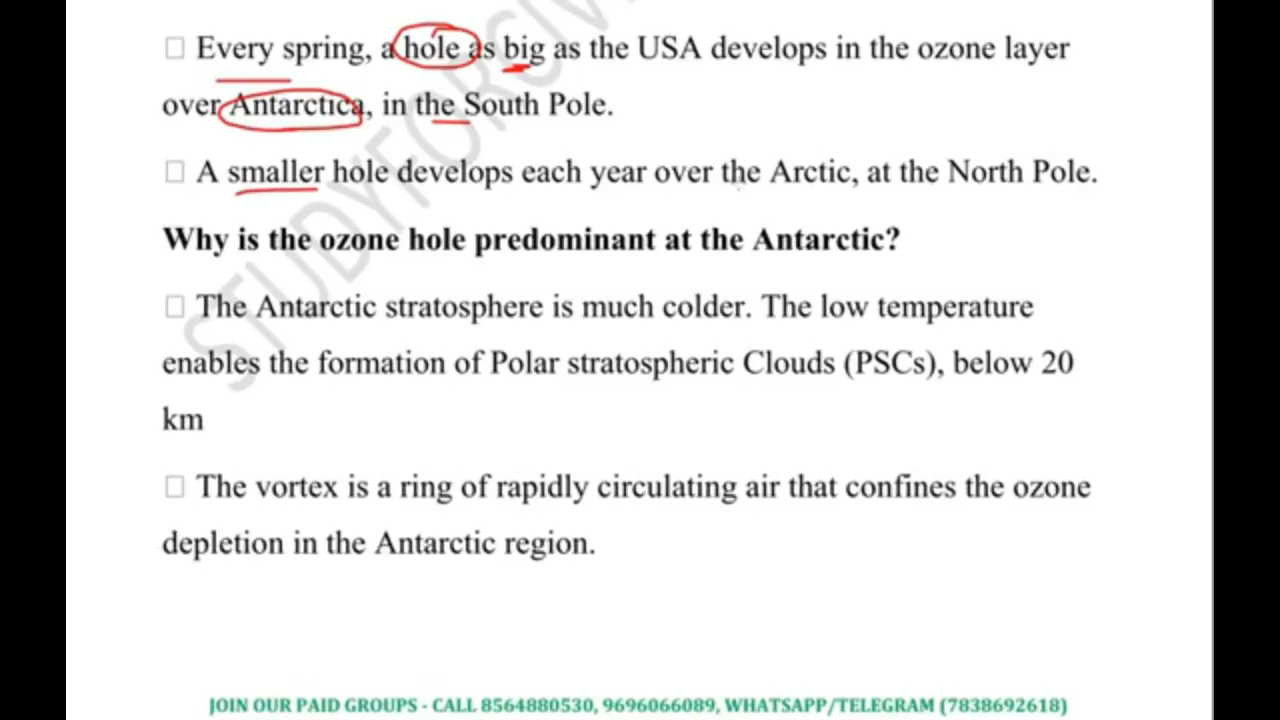 □ Every spring, a hole as big as the USA develops in the ozone layer
over Antarctica, in the South Pole.
□ A smaller hole develops each year over the Arctic, at the North Pole.
Why is the ozone hole predominant at the Antarctic?
□ The Antarctic stratosphere is much colder. The low temperature
enables the formation of Polar stratospheric Clouds (PSCs), below 20
km
□ The vortex is a ring of rapidly circulating air that confines the ozone
depletion in the Antarctic region.
STUDYFORGIVI
JOIN OUR PAID GROUPS - CALL 8564880530, 9696066089, WHATSAPP/TELEGRAM (7838692618)